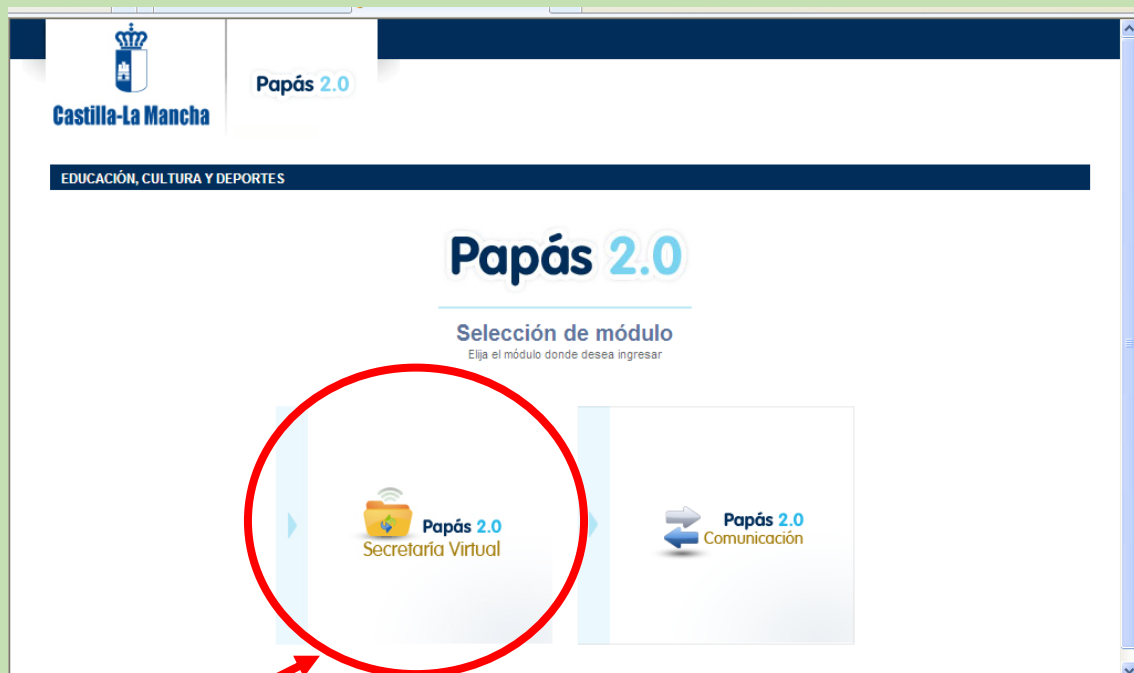 Castilla-La Mancha
Papás 2.0
EDUCACIÓN, CULTURA Y DEPORTES
Papás 2.0
Selección de módulo
Elija el módulo donde desea ingresar
Papás 2.0
Secretaría Virtual
Papás 2.0
Comunicación